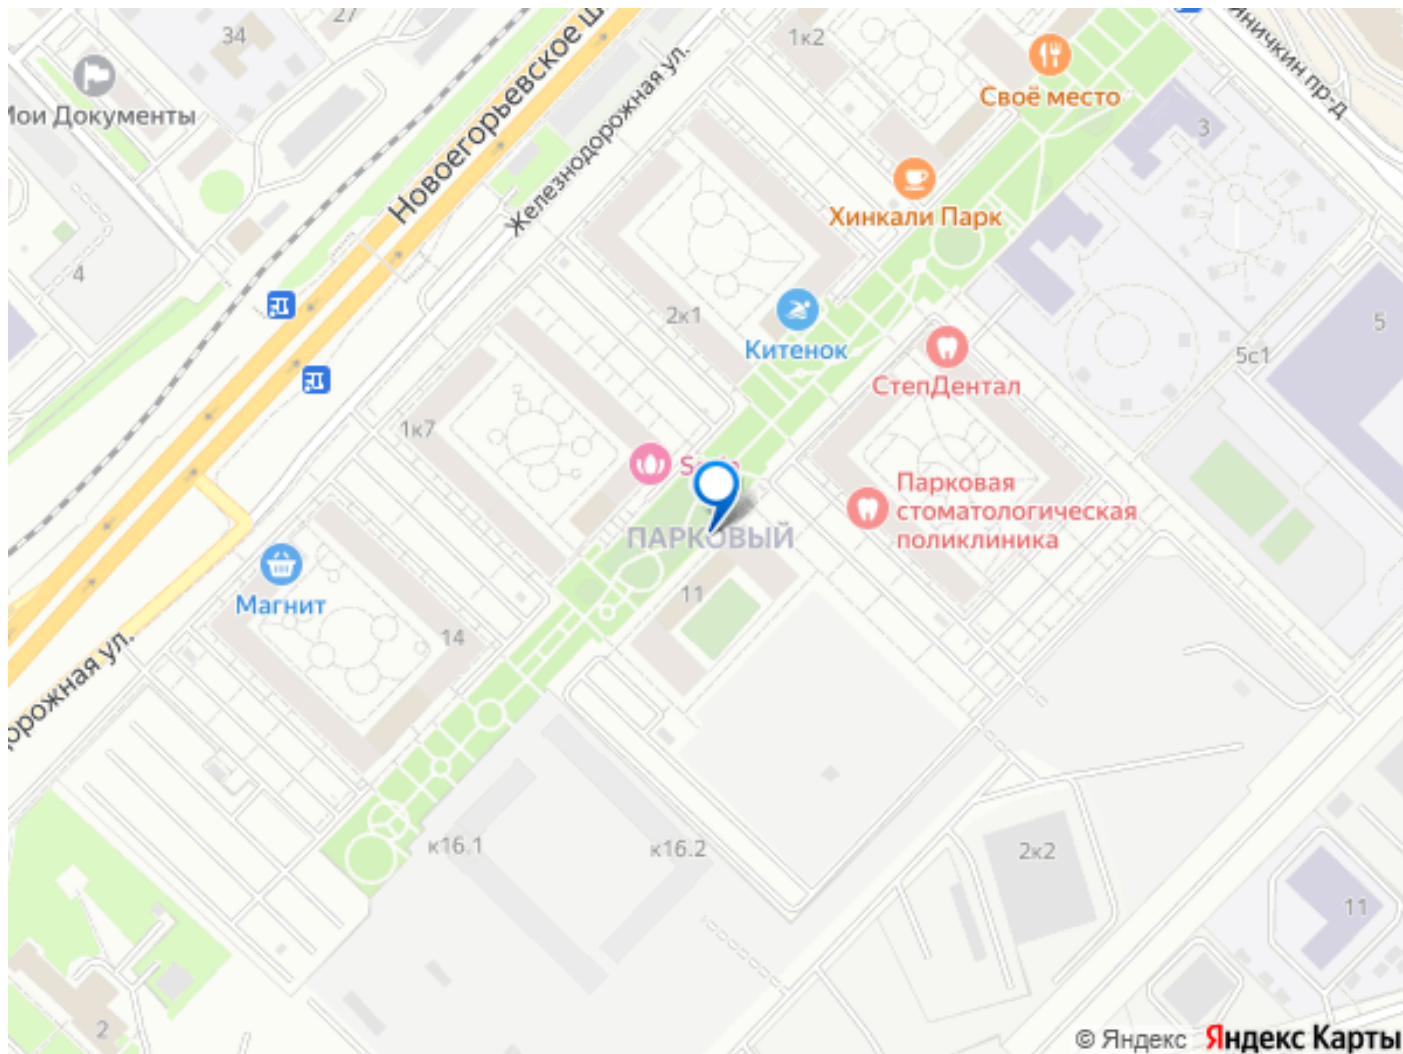 27
34
1к2
Новоегорьевское ш
Железнодорожная ул.
Своё место
пр-д
Мои Документы
3
Хинкали Парк
4
2к1
5
Китенок
5с1
СтепДентал
1к7
Парковая
стоматологическая
поликлиника
ПАРКОВЫЙ
Магнит
11
14
орожная ул.
к16.1
к16.2
2к2
11
2
© Яндекс Яндекс Карты